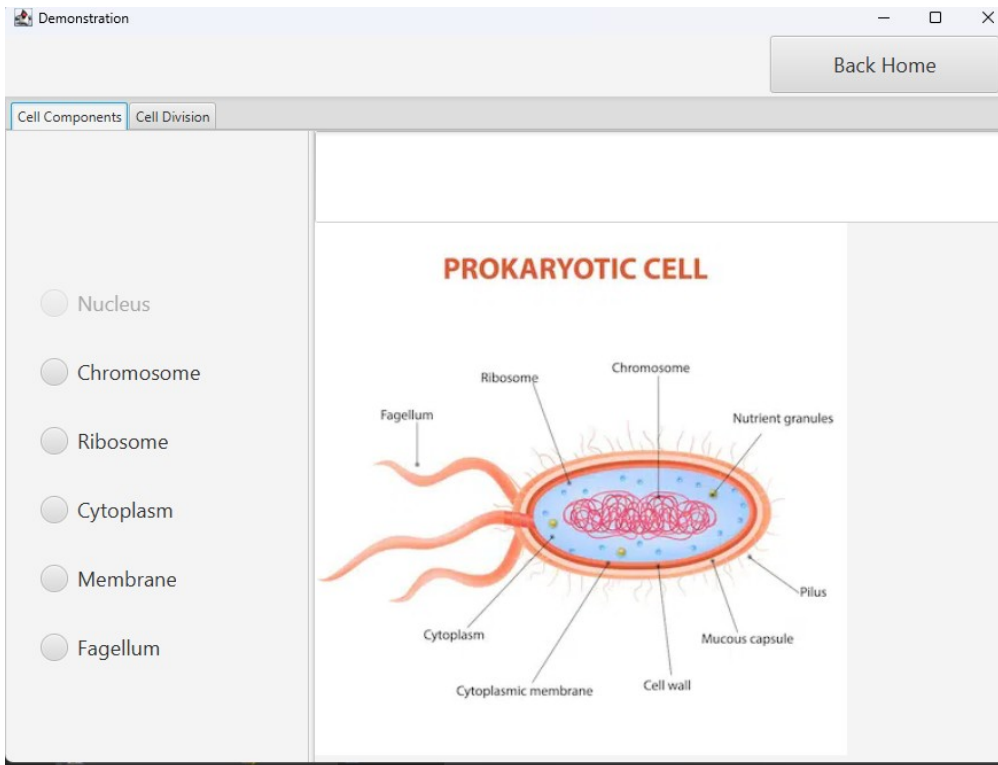 Demonstration
Back Home
Cell Components
Cell Division
Nucleus
Chromosome
Ribosome
Cytoplasm
Membrane
Fagellum
PROKARYOTIC CELL
Chromosome
Ribosome
Fagellum
Nutrient granules
Pilus
Cytoplasm
Mucous capsule
Cell wall
Cytoplasmic membrane